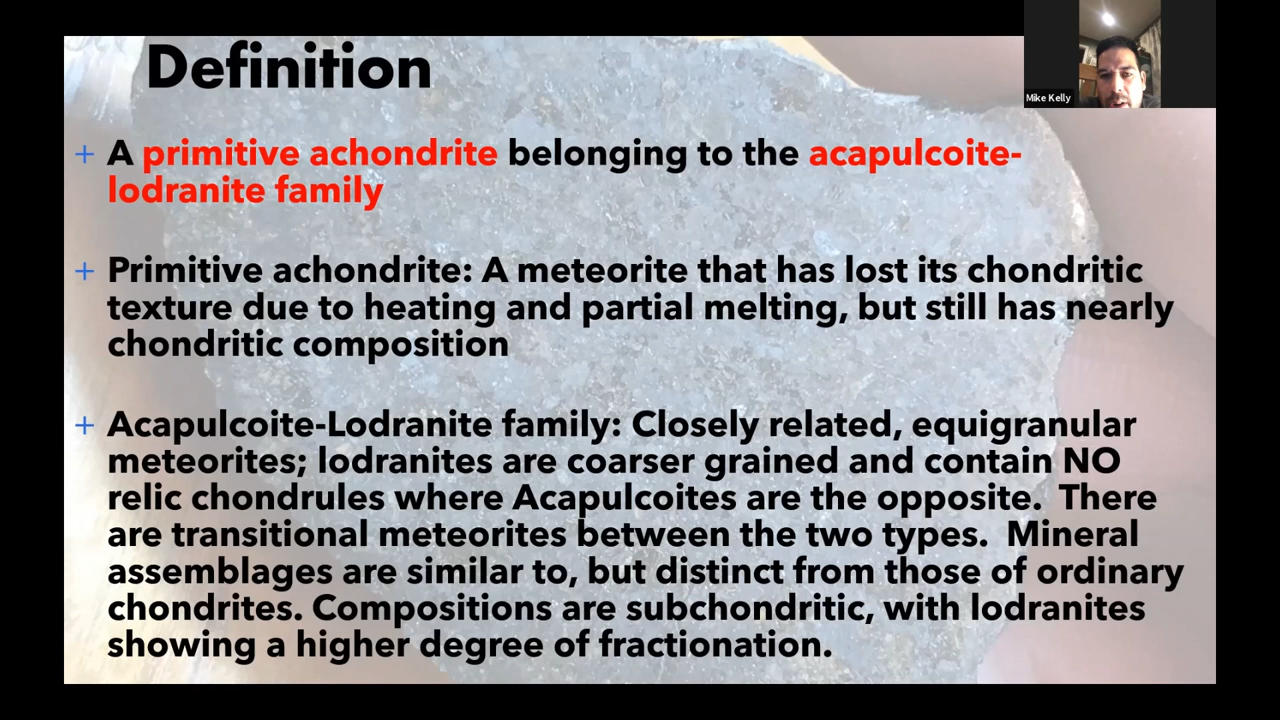 Definition
Mike Kelly
+ A primitive achondrite belonging to the acapulcoite-
lodranite family
+ Primitive achondrite: A meteorite that has lost its chondritic
texture due to heating and partial melting, but still has nearly
chondritic composition
+ Acapulcoite-Lodranite family: Closely related, equigranular
meteorites; lodranites are coarser grained and contain NO
relic chondrules where Acapulcoites are the opposite. There
are transitional meteorites between the two types. Mineral
assemblages are similar to, but distinct from those of ordinary
chondrites. Compositions are subchondritic, with lodranites
showing a higher degree of fractionation.